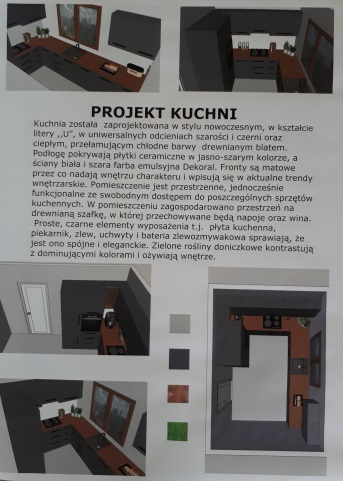 PROJEKT KUCHNI
Kuchnia została zaprojektowana w stylu nowoczesnym, w kształcie
litery ,,U”, w uniwersalnych odcieniach szarości i czerni oraz
ciepłym, przełamującym chłodne barwy drewnianym blatem.
Podłogę pokrywają płytki ceramiczne w jasno-szarym kolorze, a
ściany biała i szara farba emulsyjna Dekoral. Fronty są matowe
przez co nadają wnętrzu charakteru i wpisują się w aktualne trendy
wnętrzarskie. Pomieszczenie jest przestrzenne, jednocześnie
funkcjonalne ze swobodnym dostępem do poszczególnych sprzętów
kuchennych. W pomieszczeniu zagospodarowano przestrzeń na
drewnianą szafkę, w której przechowywane będą napoje oraz wina.
Proste, czarne elementy wyposażenia t.j. płyta kuchenna,
piekarnik, zlew, uchwyty i bateria zlewozmywakowa sprawiają, że
jest ono spójne i eleganckie. Zielone rośliny doniczkowe kontrastują
z dominującymi kolorami i ożywiają wnętrze.